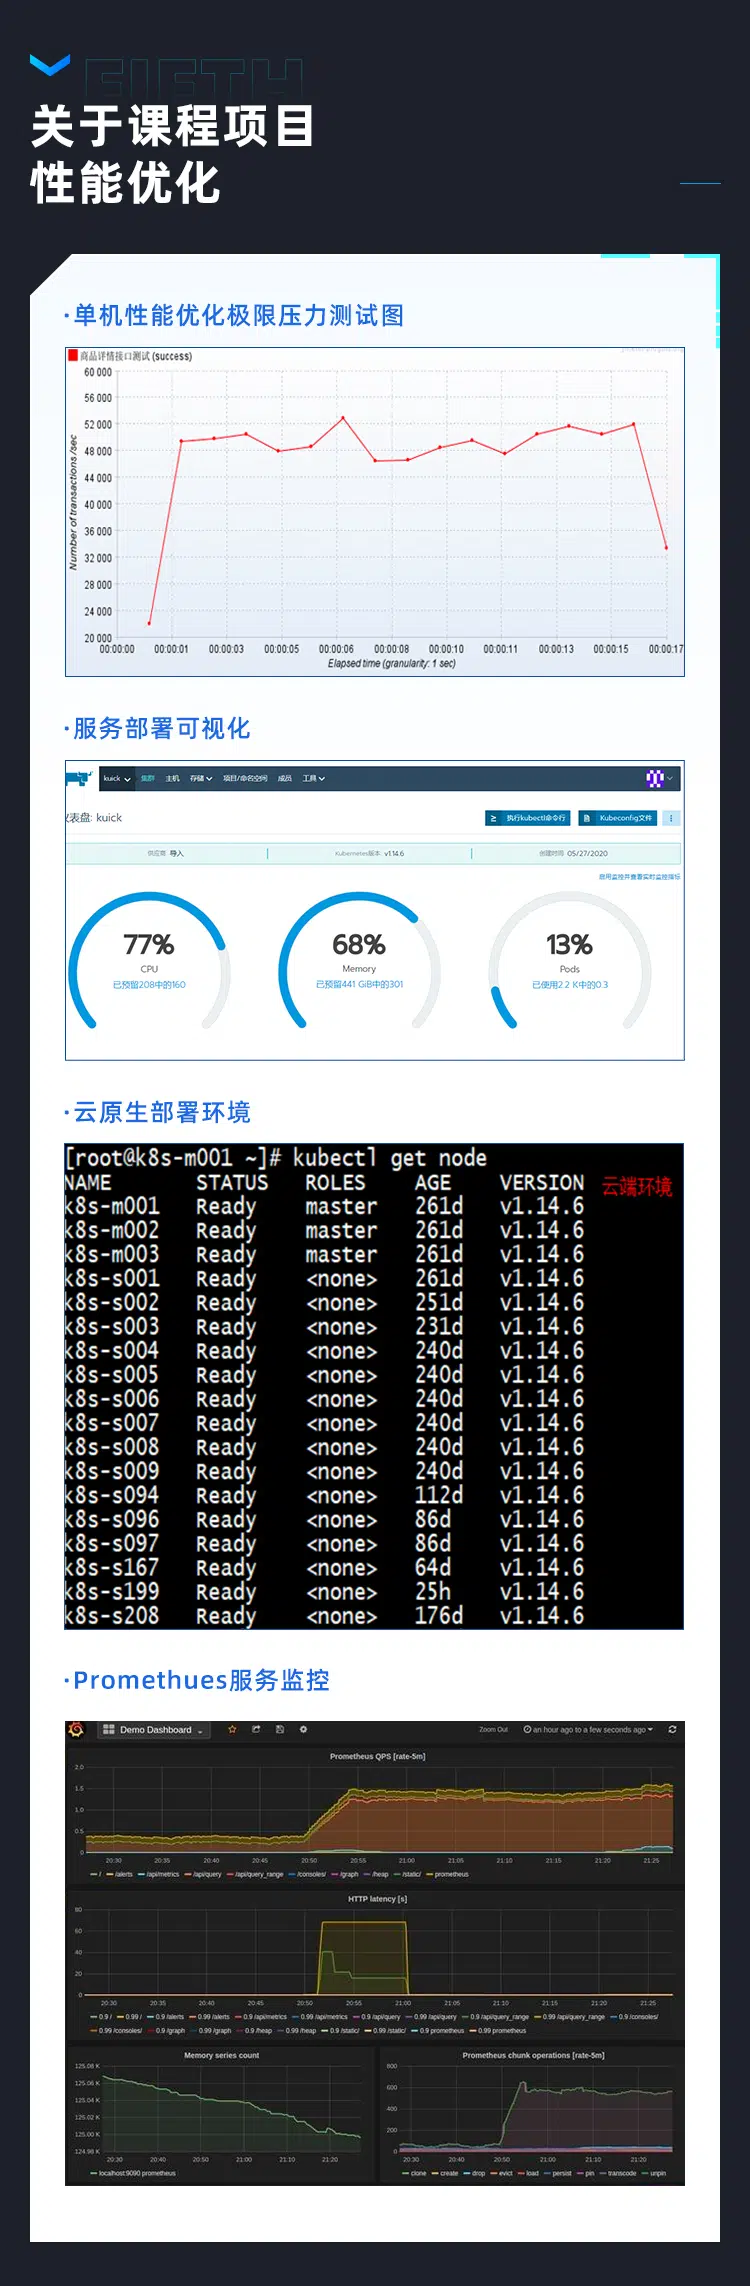 FIFTH
关于课程项目
性能优化
·单机性能优化极限压力测试图
商品详情接口测试 (success)
60 000
56 000
52 000
48 000
44 000
40 000
36 000
32 000
28 000
24 000
20 000
Number of transactions /sec
00:00:00 00:00:01 00:00:03 00:00:05 00:00:06 00:00:08 00:00:10 00:00:11 00:00:13 00:00:15 00:00:17
Elapsed time (granularity: 1 sec)
·服务部署可视化
kuick 集群 主机 存储 项目/命名空间 成员 工具
仪表盘: kuick
执行kubectl命令行 Kubeconfig文件
供应商 导入 Kubernetes版本 v1.14.6 创建时间 05/27/2020
启用监控并查看实时监控指标
77% 68% 13%
CPU Memory Pods
已预留208中的160 已预留441 GiB中的301 已使用2.2 K中的0.3
·云原生部署环境
[root@k8s-m001 ~]# kubectl get node
NAME STATUS ROLES AGE VERSION 云端环境
k8s-m001 Ready master 261d v1.14.6
k8s-m002 Ready master 261d v1.14.6
k8s-m003 Ready master 261d v1.14.6
k8s-s001 Ready <none> 261d v1.14.6
k8s-s002 Ready <none> 251d v1.14.6
k8s-s003 Ready <none> 231d v1.14.6
k8s-s004 Ready <none> 240d v1.14.6
k8s-s005 Ready <none> 240d v1.14.6
k8s-s006 Ready <none> 240d v1.14.6
k8s-s007 Ready <none> 240d v1.14.6
k8s-s008 Ready <none> 240d v1.14.6
k8s-s009 Ready <none> 240d v1.14.6
k8s-s094 Ready <none> 112d v1.14.6
k8s-s096 Ready <none> 86d v1.14.6
k8s-s097 Ready <none> 86d v1.14.6
k8s-s167 Ready <none> 64d v1.14.6
k8s-s199 Ready <none> 25h v1.14.6
k8s-s208 Ready <none> 176d v1.14.6
·Promethues服务监控
Demo Dashboard Zoom Out an hour ago to a few seconds ago
Prometheus QPS [rate-5m]
2.0
1.5
1.0
0.5
0
20:30 20:35 20:40 20:45 20:50 20:55 21:00 21:05 21:10 21:15 21:20 21:25
/ /alerts /api/metrics /api/query /api/query_range /consoles/ /graph /heap /static/ prometheus
HTTP latency [s]
80
60
40
20
0
20:30 20:35 20:40 20:45 20:50 20:55 21:00 21:05 21:10 21:15 21:20 21:25
0.9 / 0.99 / 0.9 /alerts 0.99 /alerts 0.9 /api/metrics 0.99 /api/metrics 0.9 /api/query 0.99 /api/query 0.9 /api/query_range 0.99 /api/query_range 0.9 /consoles/
0.99 /consoles/ 0.9 /graph 0.99 /graph 0.9 /heap 0.99 /heap 0.9 /static/ 0.99 /static/ 0.9 prometheus 0.99 prometheus
Memory series count
125.08 K
125.06 K
125.04 K
125.02 K
125.00 K
124.98 K
20:30 20:40 20:50 21:00 21:10 21:20
localhost:9090 prometheus
Prometheus chunk operations [rate-5m]
800
600
400
200
0
20:30 20:40 20:50 21:00 21:10 21:20
clone create drop evict load persist pin transcode unpin